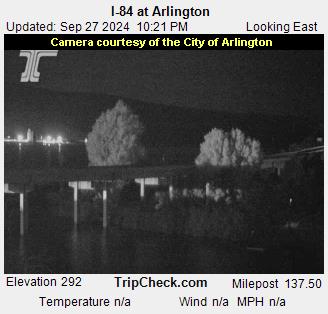 I-84 at Arlington
Updated: Sep 27 2024 10:21 PM Looking East
Camera courtesy of the City of Arlington
Elevation 292 TripCheck.com Milepost 137.50
Temperature n/a Wind n/a MPH n/a